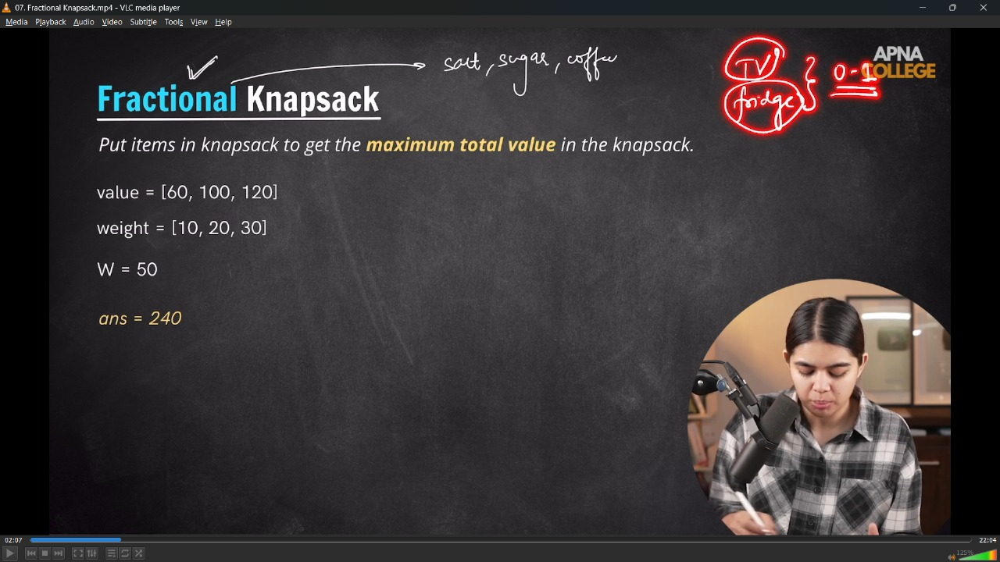 07. Fractional Knapsack.mp4 - VLC media player
Media Playback Audio Video Subtitle Tools View Help
salt, sugar, coffee
TV
fridge
0-1
APNA
COLLEGE
Fractional Knapsack
Put items in knapsack to get the maximum total value in the knapsack.
value = [60, 100, 120]
weight = [10, 20, 30]
W = 50
ans = 240
02:07
22:04
125%